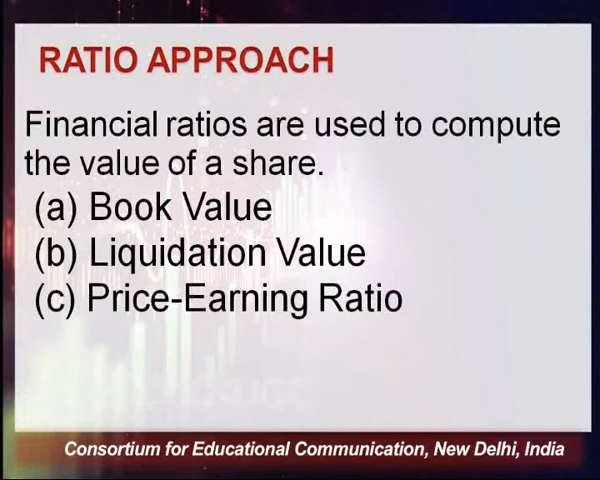 RATIO APPROACH
Financial ratios are used to compute
the value of a share.
(a) Book Value
(b) Liquidation Value
(c) Price-Earning Ratio
Consortium for Educational Communication, New Delhi, India